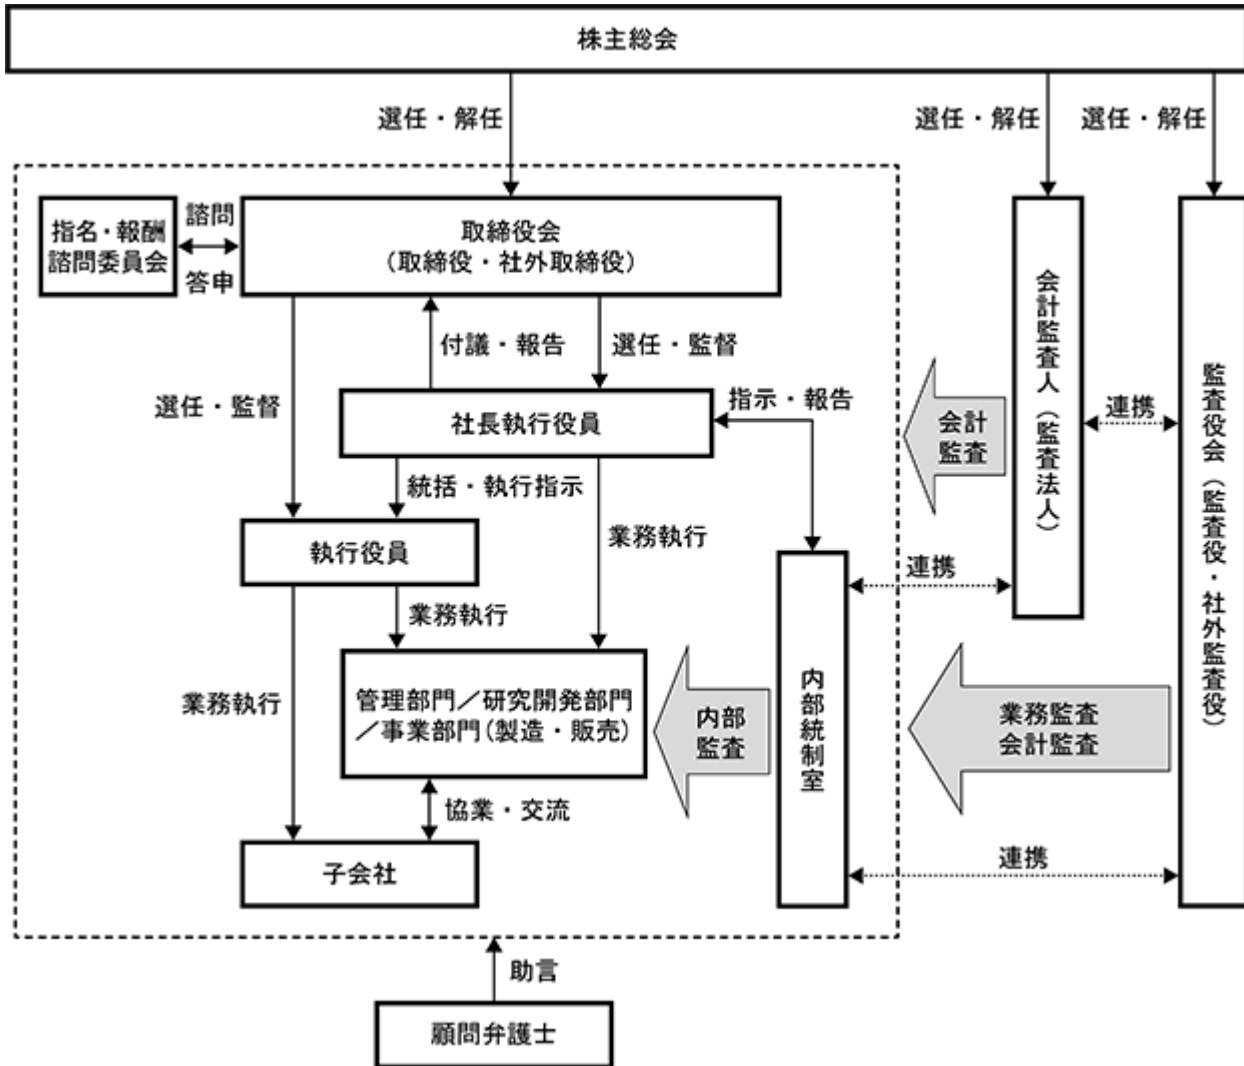 株主総会
選任・解任
選任・解任
選任・解任
指名・報酬
諮問委員会
諮問
答申
取締役会
（取締役・社外取締役）
付議・報告
選任・監督
選任・監督
社長執行役員
指示・報告
統括・執行指示
業務執行
執行役員
業務執行
業務執行
管理部門／研究開発部門
／事業部門（製造・販売）
協業・交流
子会社
内部
監査
内部統制室
会計
監査
会計監査人（監査法人）
連携
連携
監査役会（監査役・社外監査役）
業務監査
会計監査
連携
助言
顧問弁護士